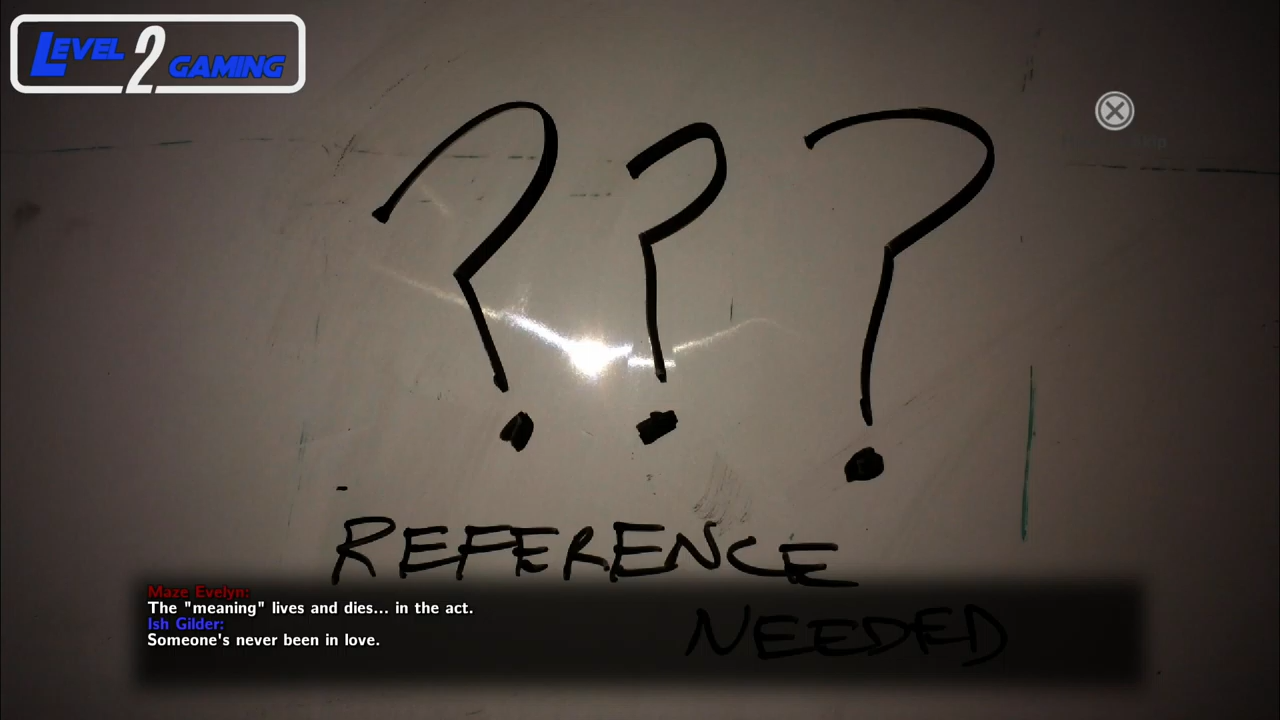 LEVEL 2 GAMING
? ? ?
REFERENCE
NEEDED
Maze Evelyn:
The "meaning" lives and dies... in the act.
Ish Gilder:
Someone's never been in love.